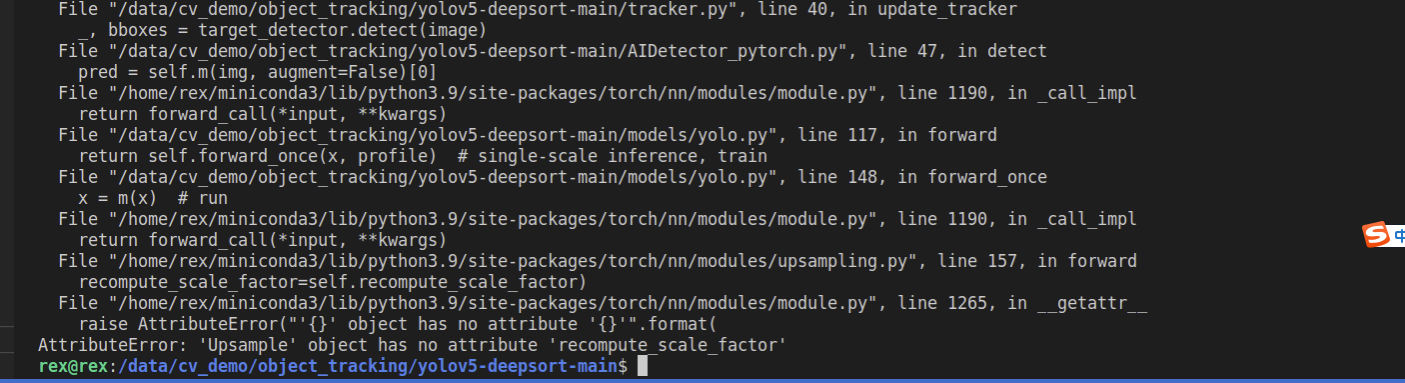 File "/data/cv_demo/object_tracking/yolov5-deepsort-main/tracker.py", line 40, in update_tracker
_, bboxes = target_detector.detect(image)
File "/data/cv_demo/object_tracking/yolov5-deepsort-main/AIDetector_pytorch.py", line 47, in detect
pred = self.m(img, augment=False)[0]
File "/home/rex/miniconda3/lib/python3.9/site-packages/torch/nn/modules/module.py", line 1190, in _call_impl
return forward_call(*input, **kwargs)
File "/data/cv_demo/object_tracking/yolov5-deepsort-main/models/yolo.py", line 117, in forward
return self.forward_once(x, profile)  # single-scale inference, train
File "/data/cv_demo/object_tracking/yolov5-deepsort-main/models/yolo.py", line 148, in forward_once
x = m(x)  # run
File "/home/rex/miniconda3/lib/python3.9/site-packages/torch/nn/modules/module.py", line 1190, in _call_impl
return forward_call(*input, **kwargs)
File "/home/rex/miniconda3/lib/python3.9/site-packages/torch/nn/modules/upsampling.py", line 157, in forward
recompute_scale_factor=self.recompute_scale_factor)
File "/home/rex/miniconda3/lib/python3.9/site-packages/torch/nn/modules/module.py", line 1265, in __getattr__
raise AttributeError("'{}' object has no attribute '{}'".format(
AttributeError: 'Upsample' object has no attribute 'recompute_scale_factor'
rex@rex:/data/cv_demo/object_tracking/yolov5-deepsort-main$